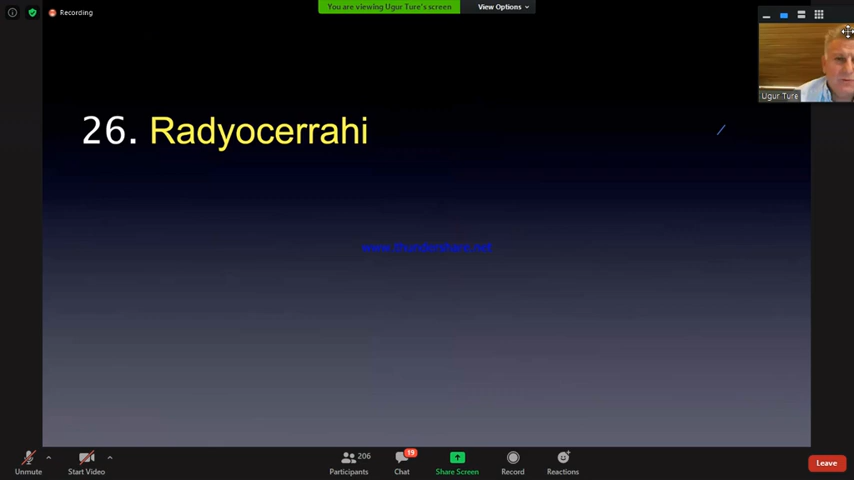 Recording
You are viewing Ugur Ture's screen
View Options
Ugur Ture
26. Radyocerrahi
www.thundershare.net
Unmute
Start Video
206
Participants
19
Chat
Share Screen
Record
Reactions
Leave